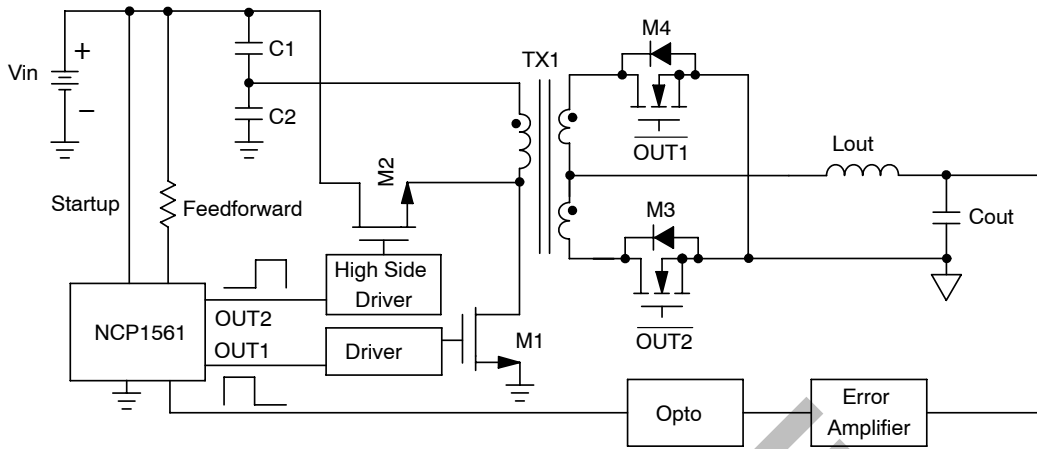 M4
C1
TX1
+
Vin
−
C2
OUT1
Lout
M2
Startup
Feedforward
M3
Cout
High Side
Driver
NCP1561
OUT2
OUT1
Driver
M1
OUT2
Opto
Error
Amplifier